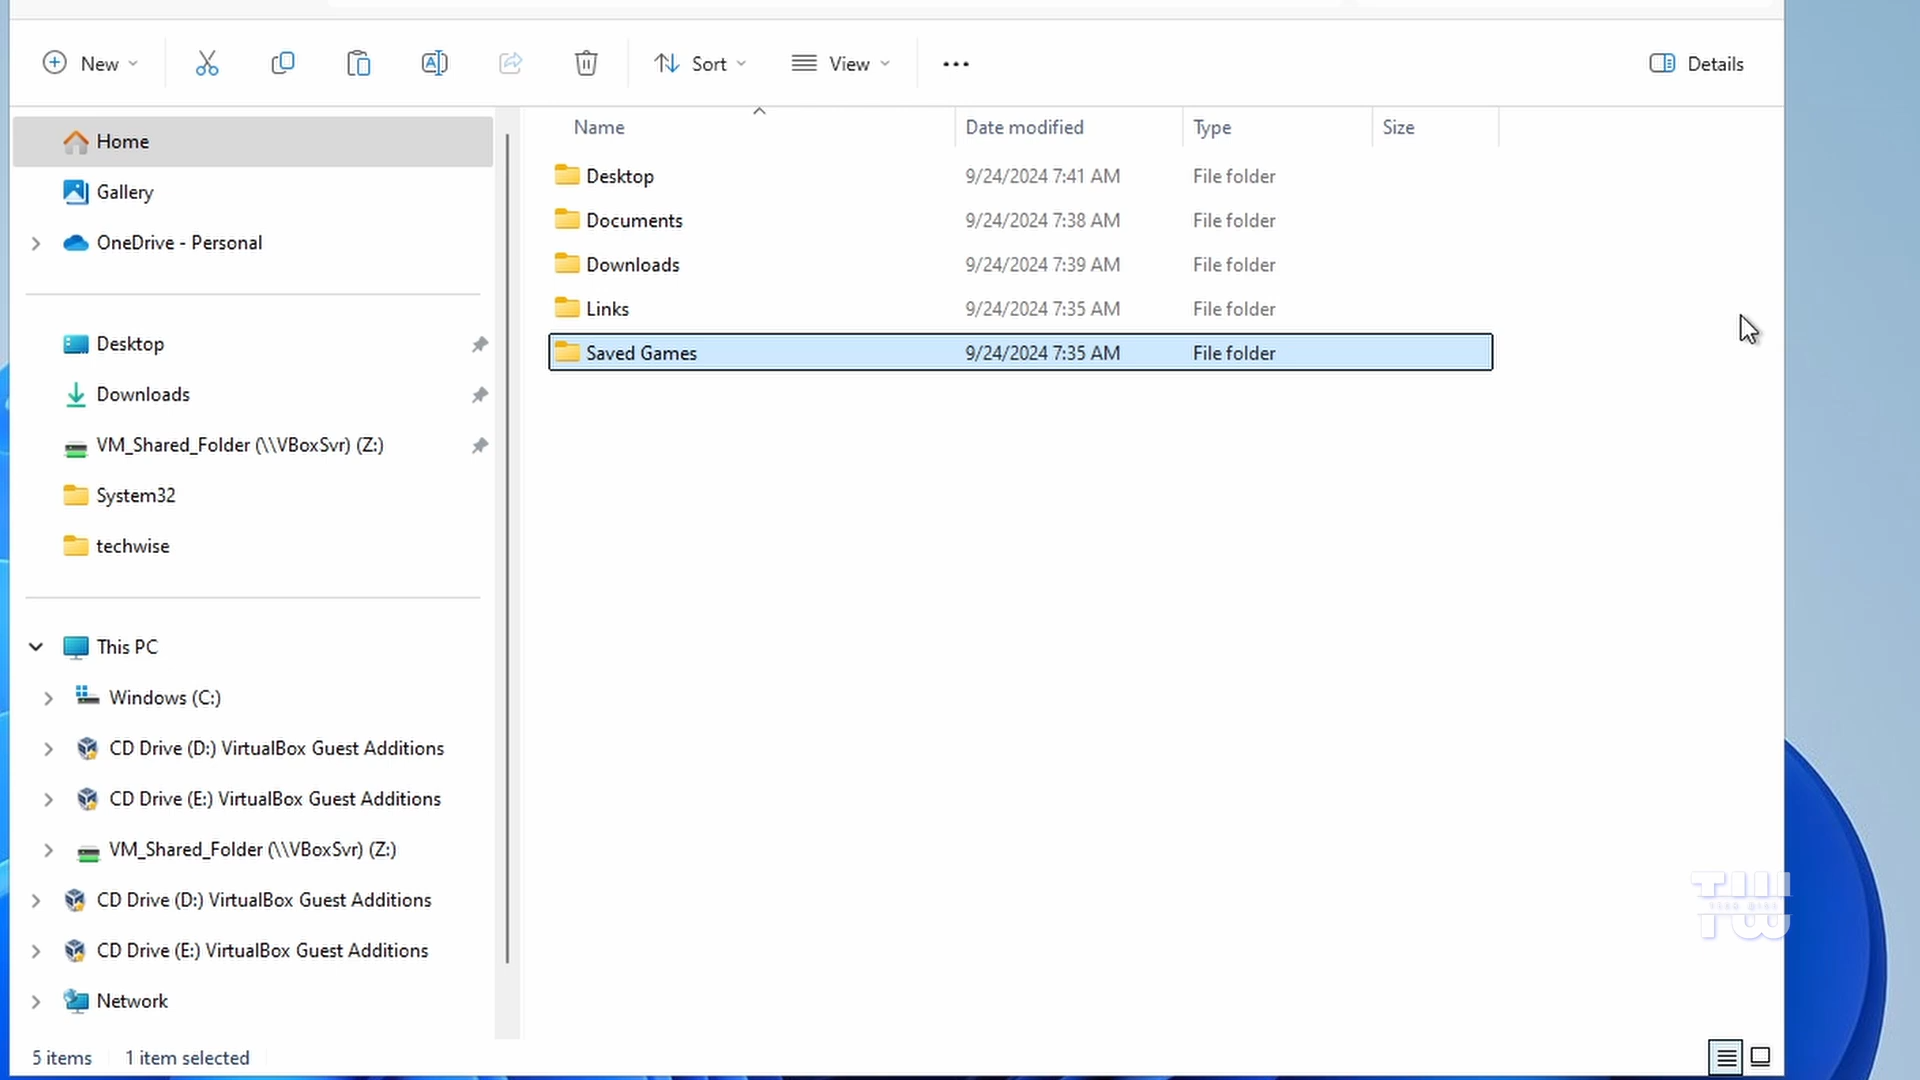 New
Sort
View
Details
Home
Gallery
OneDrive - Personal
Desktop
Downloads
VM_Shared_Folder (\\VBoxSvr) (Z:)
System32
techwise
This PC
Windows (C:)
CD Drive (D:) VirtualBox Guest Additions
CD Drive (E:) VirtualBox Guest Additions
VM_Shared_Folder (\\VBoxSvr) (Z:)
CD Drive (D:) VirtualBox Guest Additions
CD Drive (E:) VirtualBox Guest Additions
Network
Name Date modified Type Size
Desktop 9/24/2024 7:41 AM File folder
Documents 9/24/2024 7:38 AM File folder
Downloads 9/24/2024 7:39 AM File folder
Links 9/24/2024 7:35 AM File folder
Saved Games 9/24/2024 7:35 AM File folder
TW
TW
5 items 1 item selected